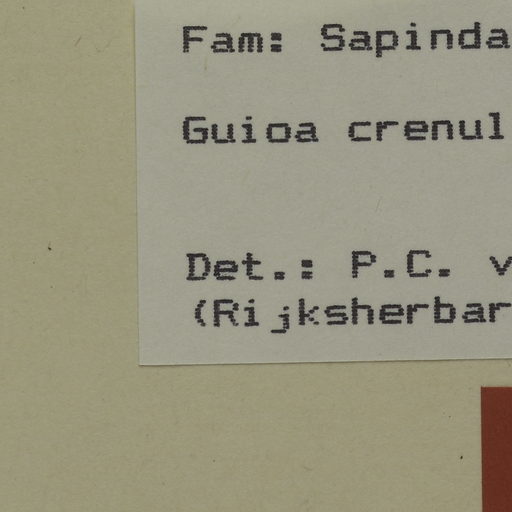 Fam: Sapinda
Guioa crenul
Det.: P.C. v
(Rijksherbar